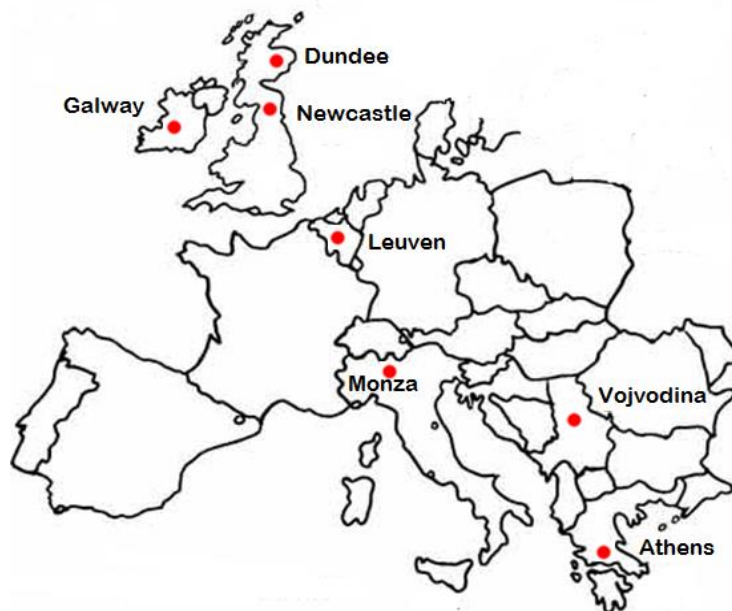 Dundee
Galway
Newcastle
Leuven
Monza
Vojvodina
Athens